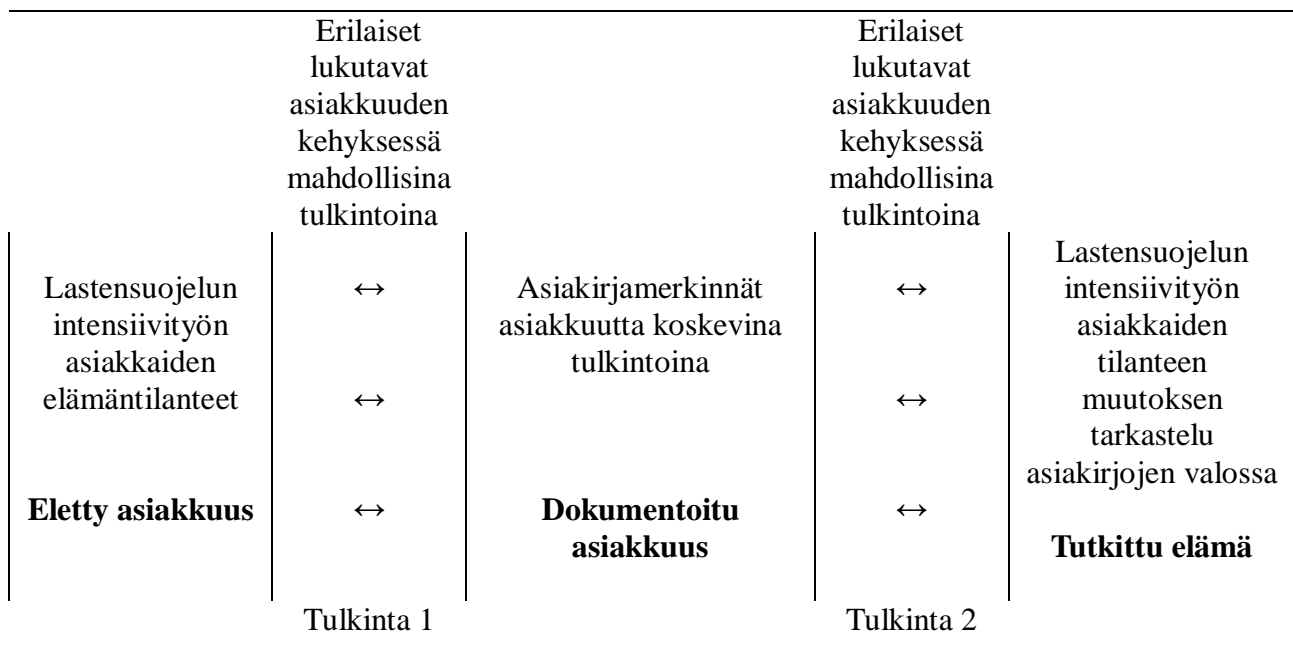 Erilaiset
lukutavat
asiakkuuden
kehyksessä
mahdollisina
tulkintoina
Erilaiset
lukutavat
asiakkuuden
kehyksessä
mahdollisina
tulkintoina
Lastensuojelun
intensiivityön
asiakkaiden
elämäntilanteet
Eletty asiakkuus
↔
↔
↔
Asiakirjamerkinnät
asiakkuutta koskevina
tulkintoina
Dokumentoitu
asiakkuus
↔
↔
↔
Lastensuojelun
intensiivityön
asiakkaiden
tilanteen
muutoksen
tarkastelu
asiakirjojen valossa
Tutkittu elämä
Tulkinta 1
Tulkinta 2